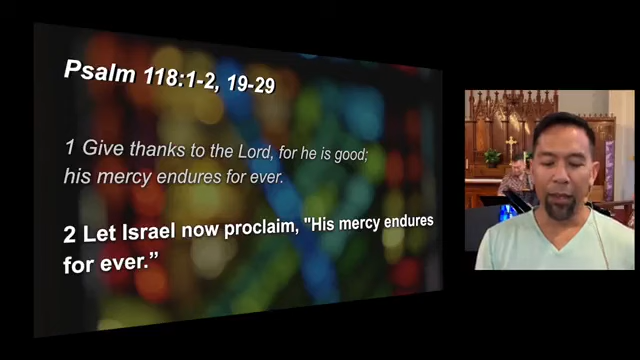 Psalm 118:1-2, 19-29
1 Give thanks to the Lord, for he is good;
his mercy endures for ever.
2 Let Israel now proclaim, "His mercy endures
for ever.”